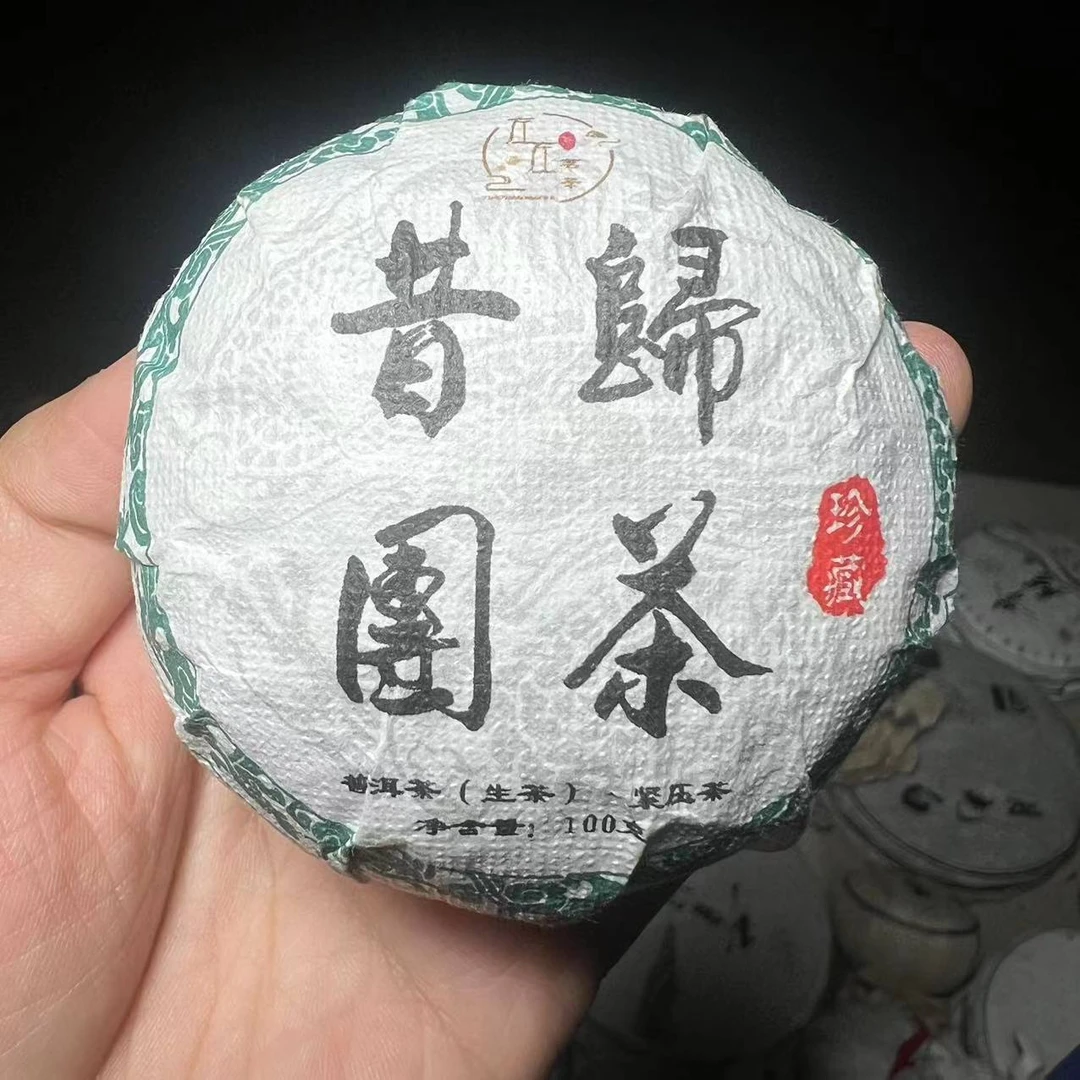 昔歸
團茶
珍藏
普洱茶（生茶）、紧压茶
净含量：100克